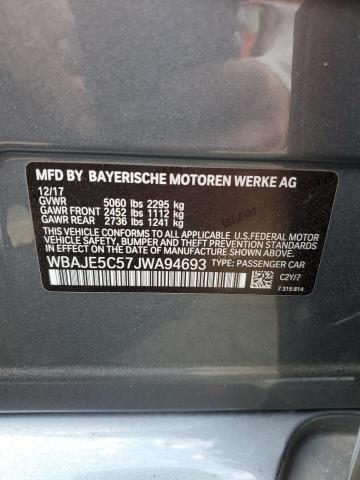 MFD BY BAYERISCHE MOTOREN WERKE AG
12/17
GVWR 5060 lbs 2295 kg
GAWR FRONT 2452 lbs 1112 kg
GAWR REAR 2736 lbs 1241 kg
THIS VEHICLE CONFORMS TO ALL APPLICABLE U.S.FEDERAL MOTOR
VEHICLE SAFETY, BUMPER, AND THEFT PREVENTION STANDARDS IN
EFFECT ON THE DATE OF MANUFACTURE SHOWN ABOVE.
WBAJE5C57JWA94693 TYPE: PASSENGER CAR
C2Y/7
7 315 814